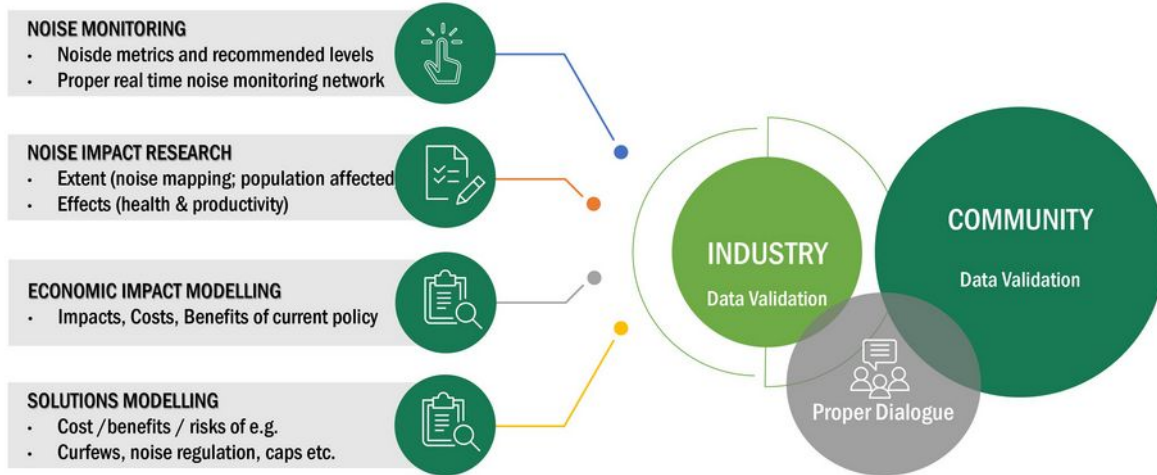 NOISE MONITORING
• Noisde metrics and recommended levels
• Proper real time noise monitoring network
NOISE IMPACT RESEARCH
• Extent (noise mapping; population affected
• Effects (health & productivity)
ECONOMIC IMPACT MODELLING
• Impacts, Costs, Benefits of current policy
SOLUTIONS MODELLING
• Cost /benefits / risks of e.g.
• Curfews, noise regulation, caps etc.
INDUSTRY
Data Validation
COMMUNITY
Data Validation
Proper Dialogue